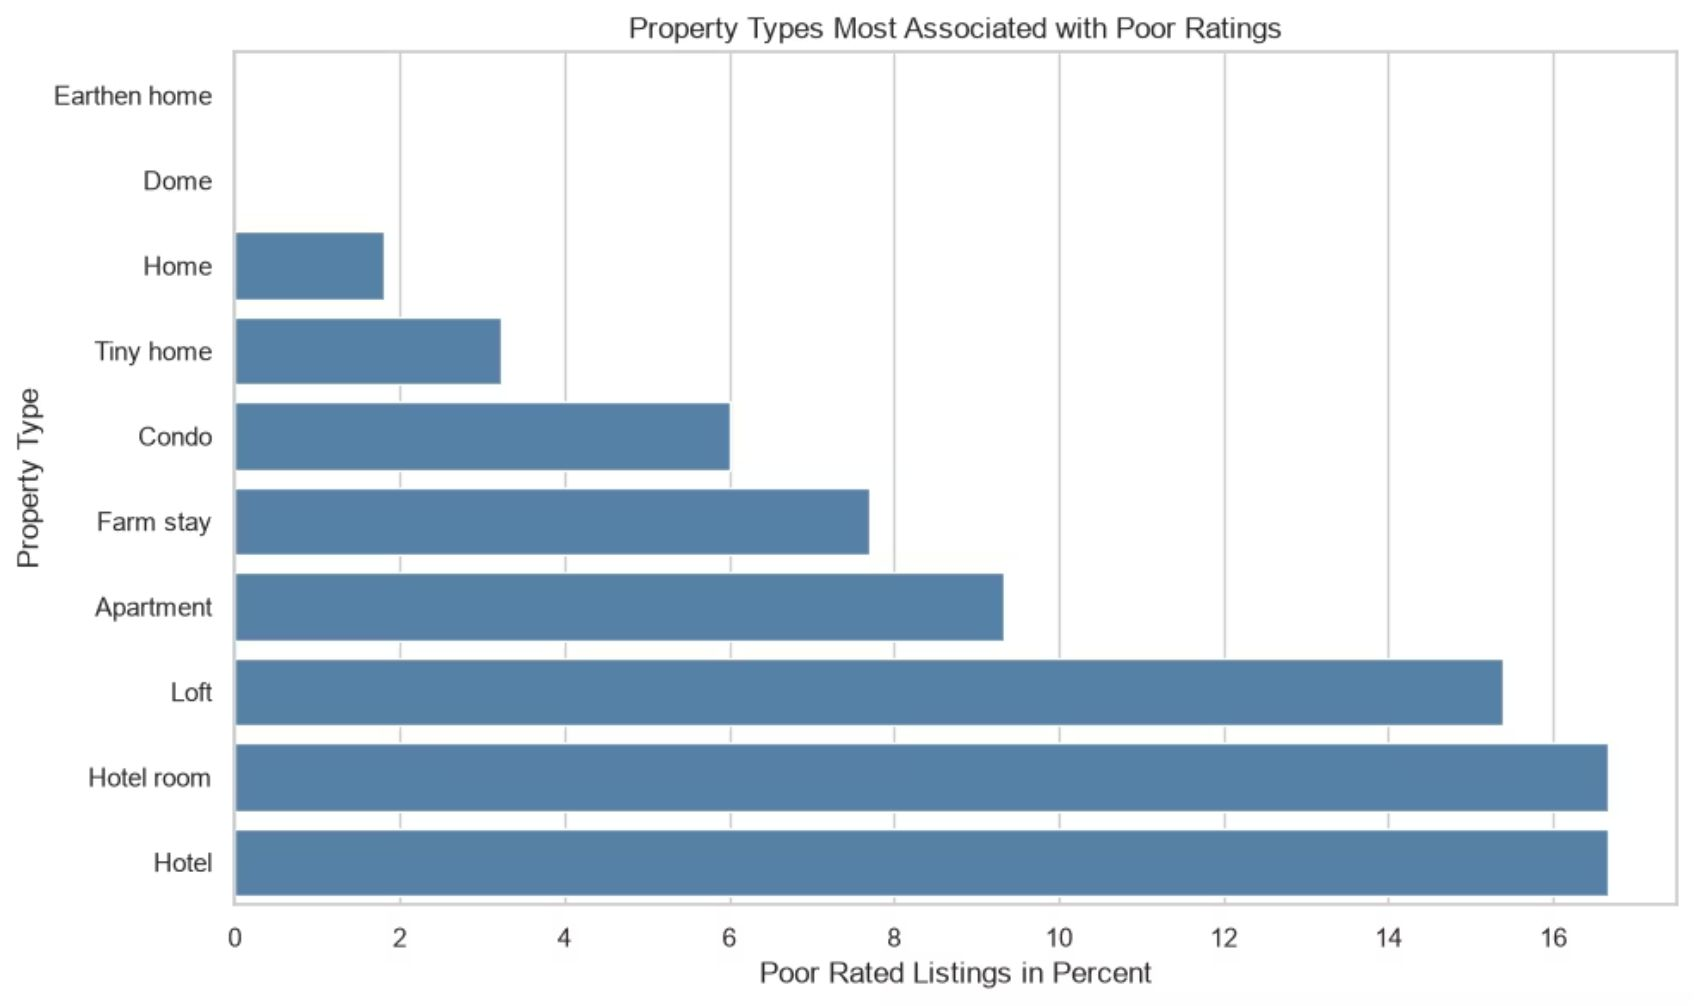 Property Types Most Associated with Poor Ratings
Property Type
Earthen home
Dome
Home
Tiny home
Condo
Farm stay
Apartment
Loft
Hotel room
Hotel
0 2 4 6 8 10 12 14 16
Poor Rated Listings in Percent